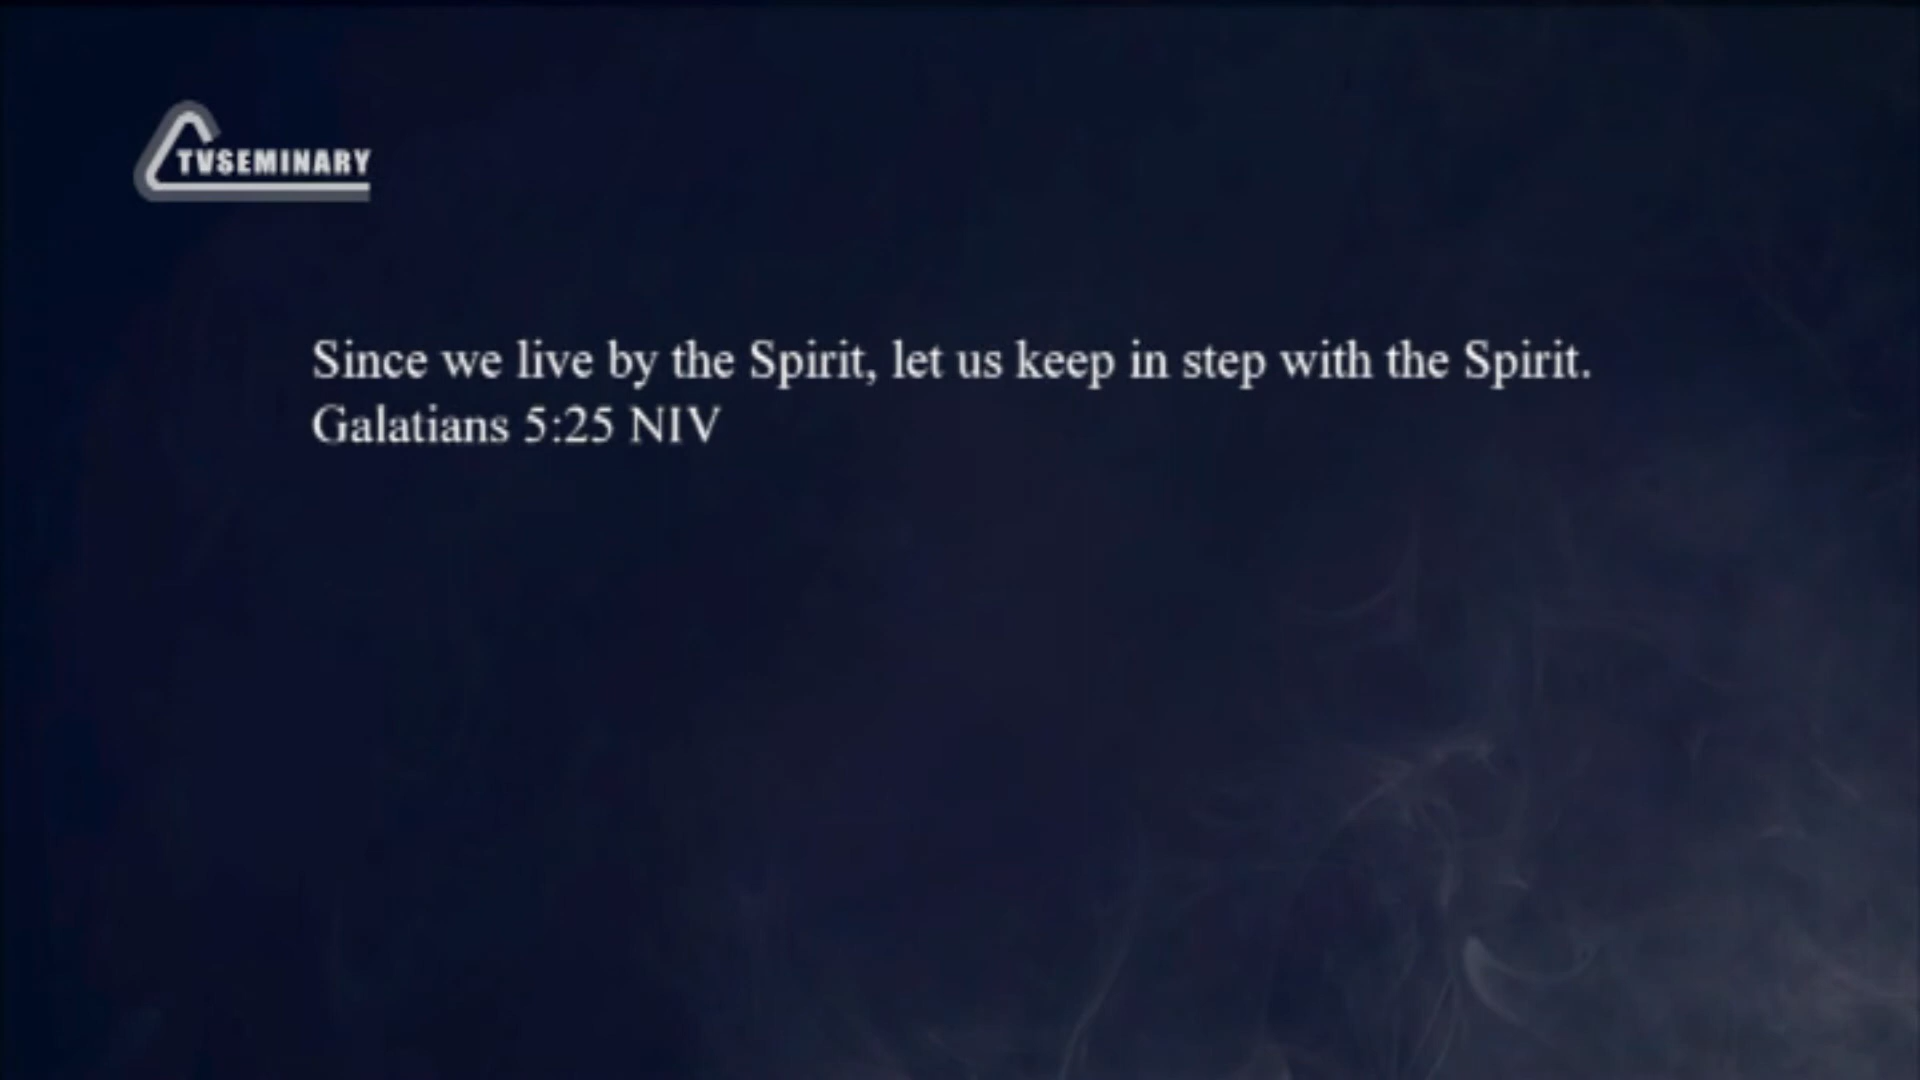 TVSEMINARY
Since we live by the Spirit, let us keep in step with the Spirit.
Galatians 5:25 NIV